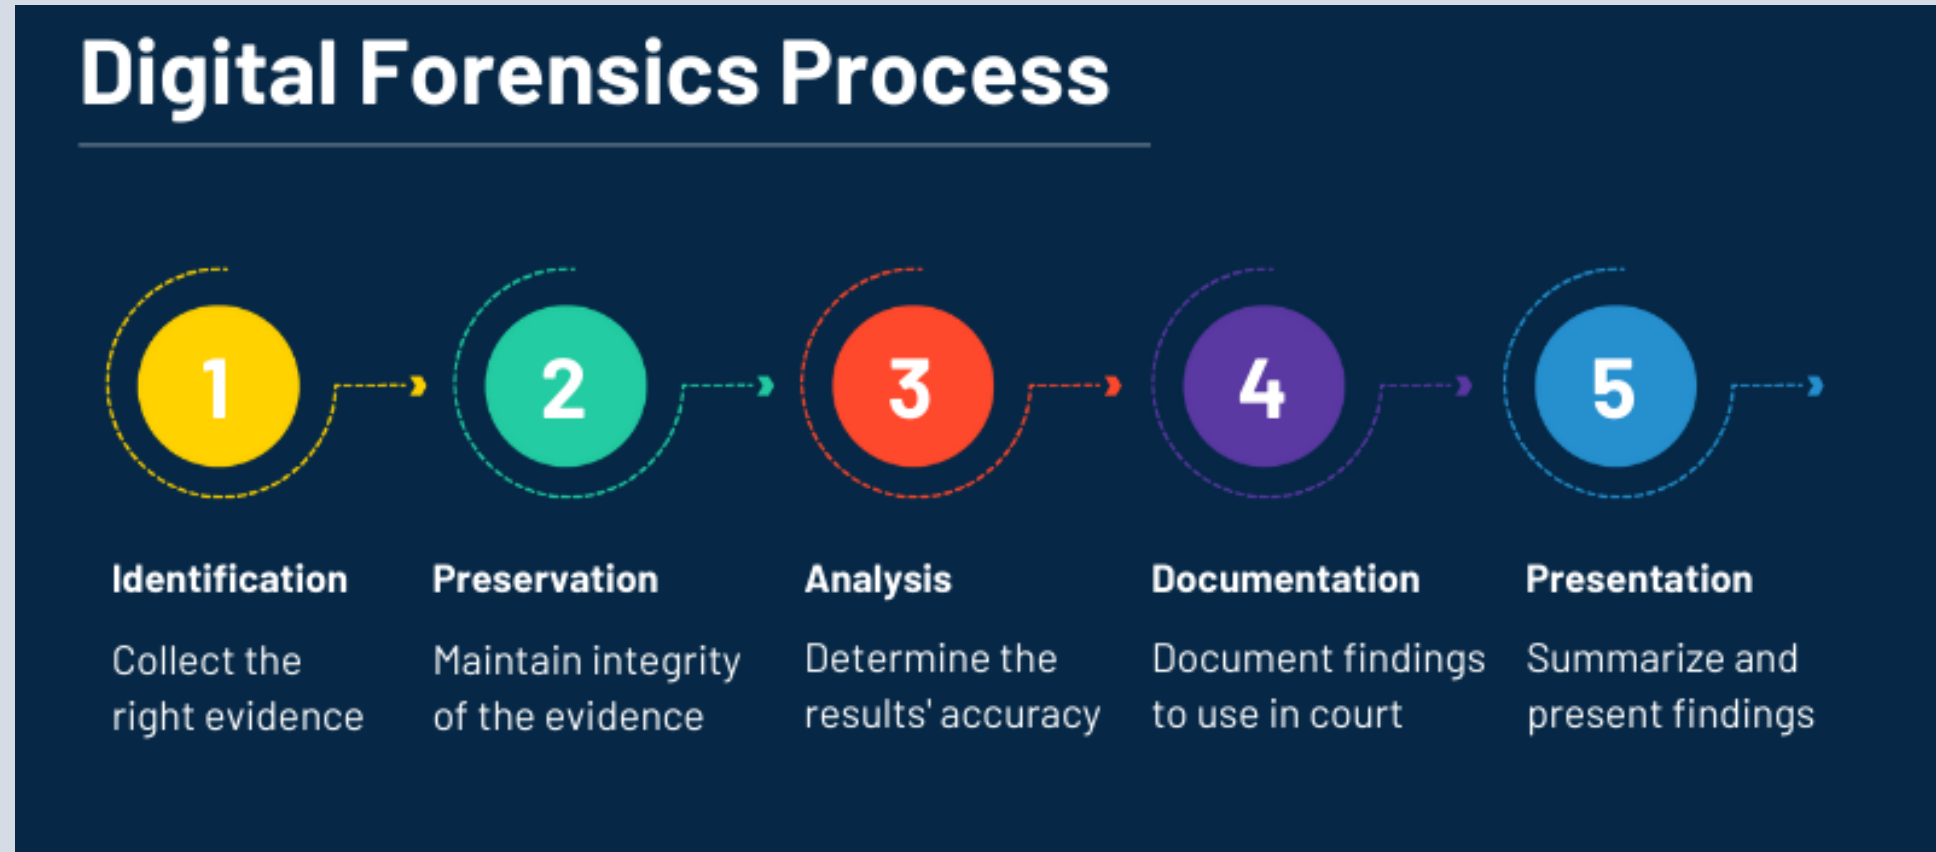 Digital Forensics Process
1
2
3
4
5
Identification
Collect the
right evidence
Preservation
Maintain integrity
of the evidence
Analysis
Determine the
results' accuracy
Documentation
Document findings
to use in court
Presentation
Summarize and
present findings